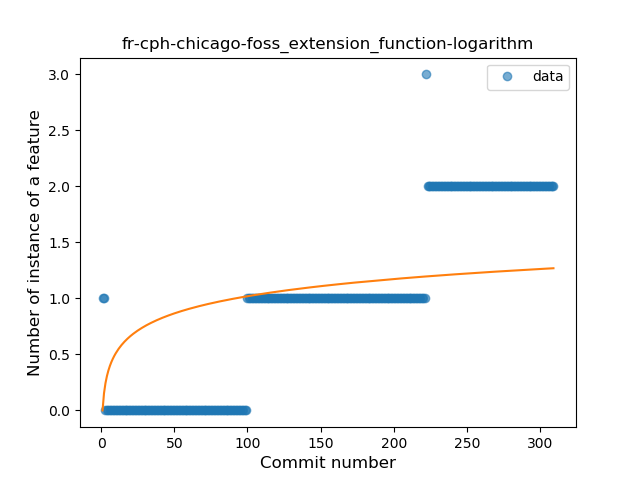 fr-cph-chicago-foss_extension_function-logarithm
data
Number of instance of a feature
3.0
2.5
2.0
1.5
1.0
0.5
0.0
0 50 100 150 200 250 300
Commit number